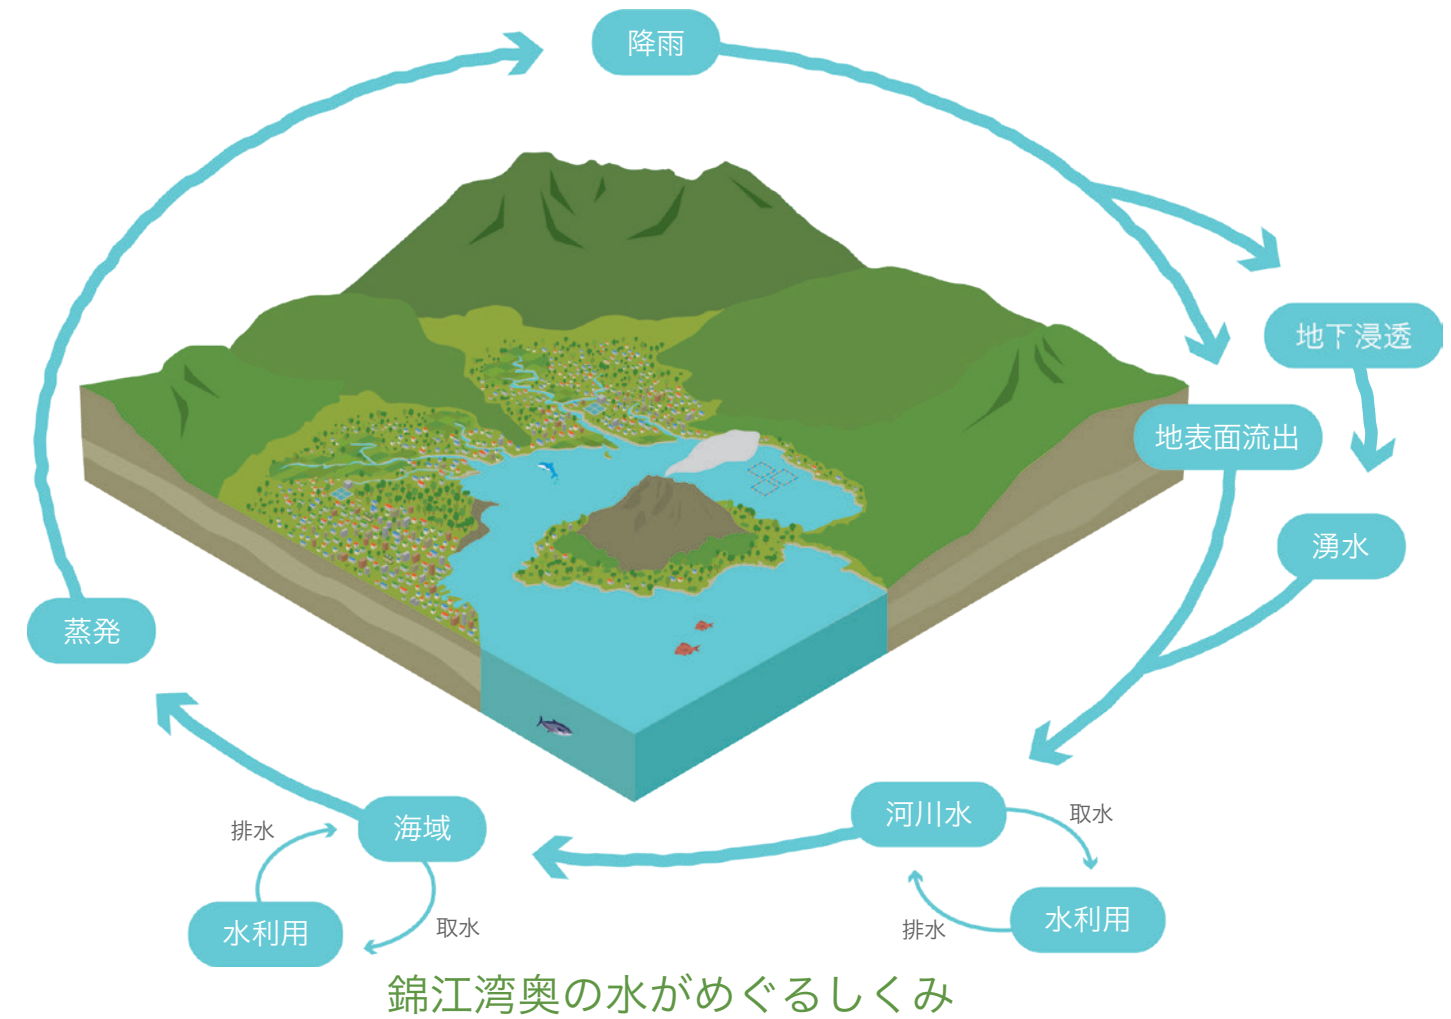 降雨
地下浸透
地表面流出
湧水
蒸発
河川水
取水
海域
排水
水利用
排水
水利用
取水
錦江湾奥の水がめぐるしくみ